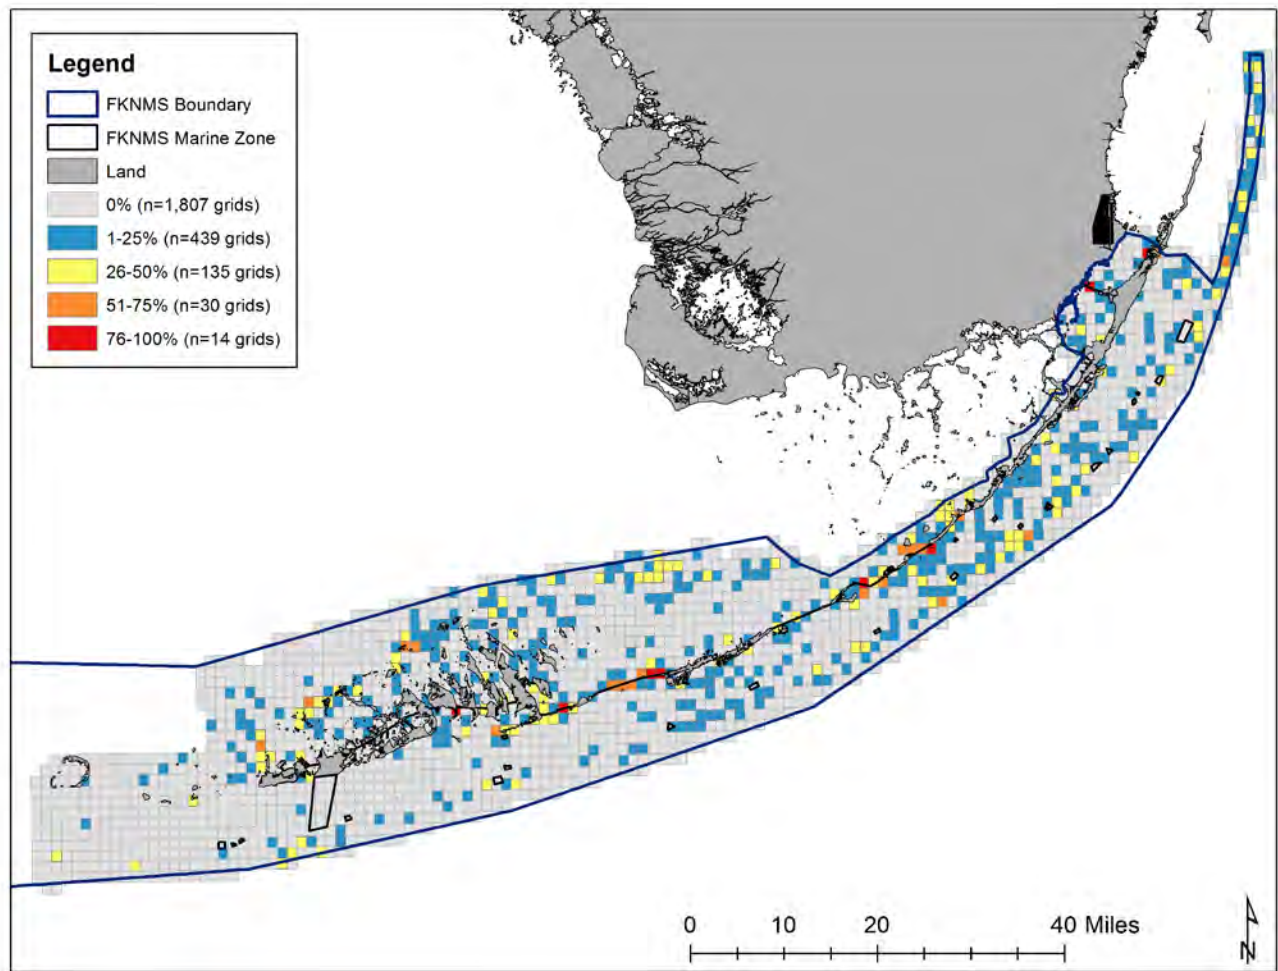 Legend
FKNMS Boundary
FKNMS Marine Zone
Land
0% (n=1,807 grids)
1-25% (n=439 grids)
26-50% (n=135 grids)
51-75% (n=30 grids)
76-100% (n=14 grids)
0 10 20 40 Miles
N